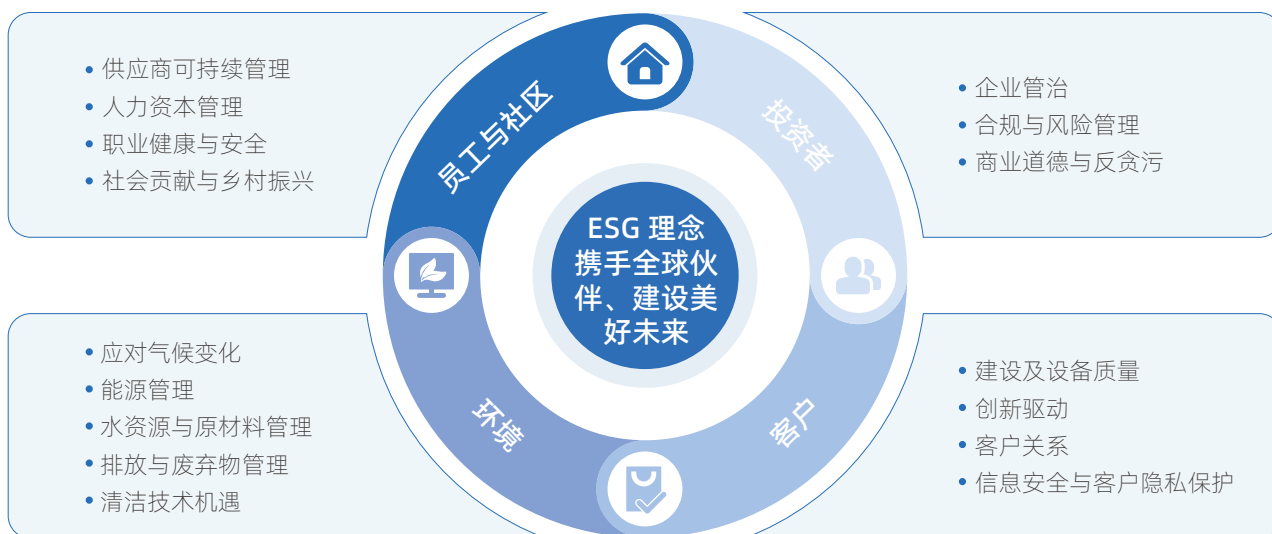 供应商可持续管理
人力资本管理
职业健康与安全
社会贡献与乡村振兴
员工与社区
投资者
企业管治
合规与风险管理
商业道德与反贪污
ESG 理念
携手全球伙
伴、建设美
好未来
应对气候变化
能源管理
水资源与原材料管理
排放与废弃物管理
清洁技术机遇
环境
客户
建设及设备质量
创新驱动
客户关系
信息安全与客户隐私保护